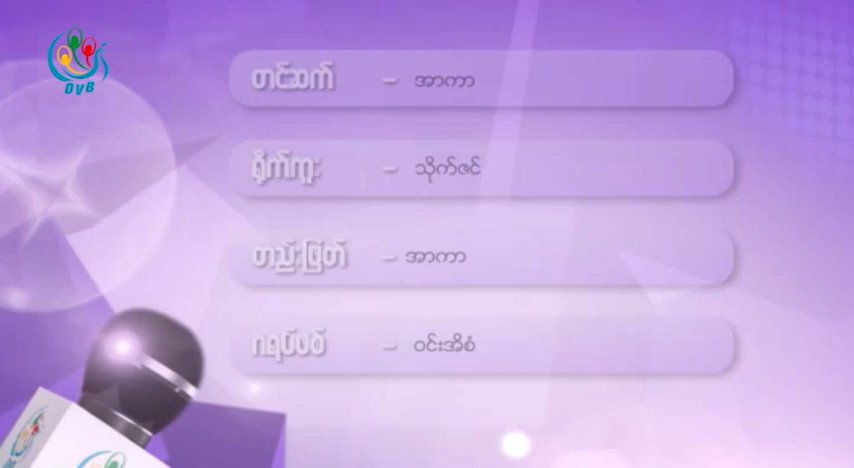 DVB
တင်ဆက် – အာကာ
ရိုက်ကူး – သိုက်ဇင်
တည်းဖြတ် – အာကာ
ဂရပ်ဖစ် – ဝင်းအိစံ